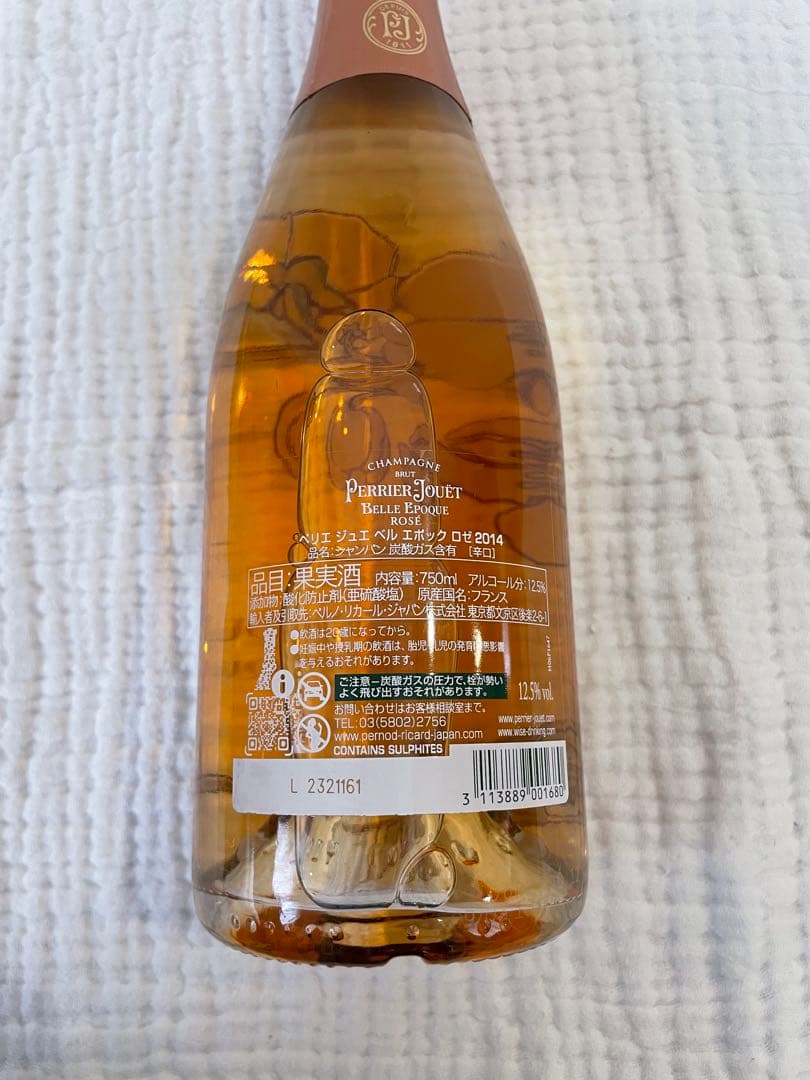 DEPUIS
PJ
1811
CHAMPAGNE
BRUT
PERRIER-JOUËT
BELLE EPOQUE
ROSÉ
ペリエ ジュエ ベル エポック ロゼ 2014
品名:シャンパン 炭酸ガス含有 [辛口]
品目:果実酒 内容量:750ml アルコール分:12.5%
添加物:酸化防止剤(亜硫酸塩) 原産国名:フランス
輸入者及引取先:ペルノ・リカール・ジャパン株式会社 東京都文京区後楽2-6-1
●飲酒は20歳になってから。
●妊娠中や授乳期の飲酒は、胎児・乳児の発育に悪影響
を与えるおそれがあります。
ご注意−炭酸ガスの圧力で、栓が勢い
よく飛び出すおそれがあります。
12.5% vol.
お問い合わせはお客様相談室まで。
TEL:03(5802)2756
www.pernod-ricard-japan.com
www.perrier-jouet.com
www.wise-drinking.com
CONTAINS SULPHITES
L 2321161
3 113889 001680